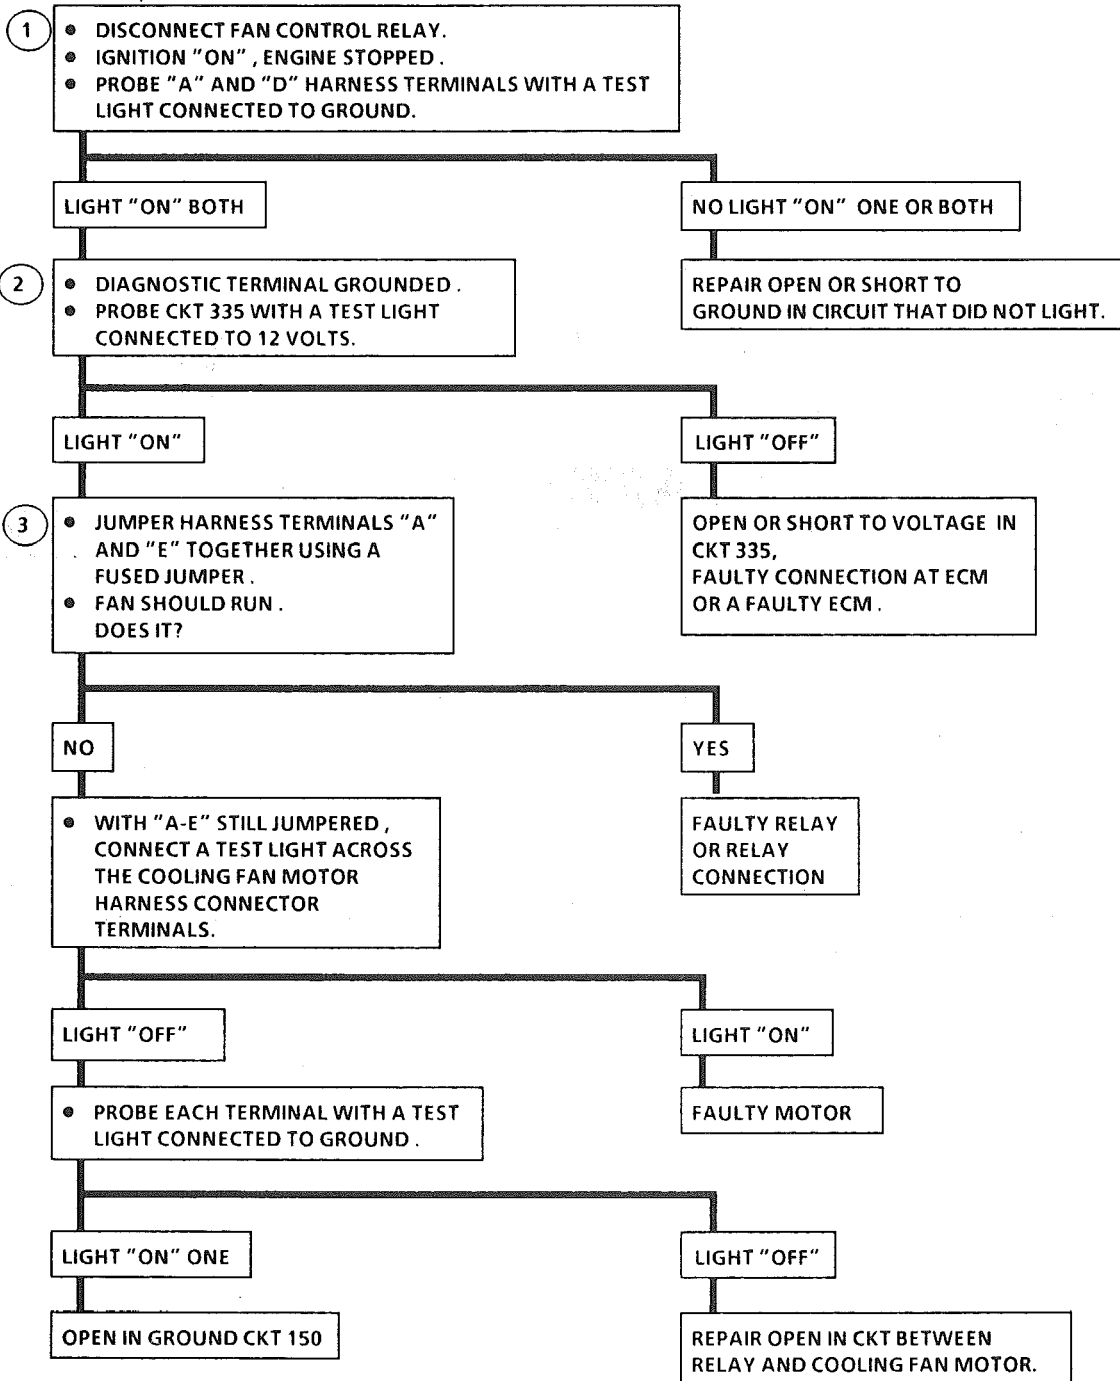 1
● DISCONNECT FAN CONTROL RELAY.
● IGNITION "ON", ENGINE STOPPED.
● PROBE "A" AND "D" HARNESS TERMINALS WITH A TEST
LIGHT CONNECTED TO GROUND.
LIGHT "ON" BOTH
NO LIGHT "ON" ONE OR BOTH
2
● DIAGNOSTIC TERMINAL GROUNDED.
● PROBE CKT 335 WITH A TEST LIGHT
CONNECTED TO 12 VOLTS.
REPAIR OPEN OR SHORT TO
GROUND IN CIRCUIT THAT DID NOT LIGHT.
LIGHT "ON"
LIGHT "OFF"
3
● JUMPER HARNESS TERMINALS "A"
AND "E" TOGETHER USING A
FUSED JUMPER.
● FAN SHOULD RUN.
DOES IT?
OPEN OR SHORT TO VOLTAGE IN
CKT 335,
FAULTY CONNECTION AT ECM
OR A FAULTY ECM.
NO
YES
● WITH "A-E" STILL JUMPERED,
CONNECT A TEST LIGHT ACROSS
THE COOLING FAN MOTOR
HARNESS CONNECTOR
TERMINALS.
FAULTY RELAY
OR RELAY
CONNECTION
LIGHT "OFF"
LIGHT "ON"
● PROBE EACH TERMINAL WITH A TEST
LIGHT CONNECTED TO GROUND.
FAULTY MOTOR
LIGHT "ON" ONE
LIGHT "OFF"
OPEN IN GROUND CKT 150
REPAIR OPEN IN CKT BETWEEN
RELAY AND COOLING FAN MOTOR.